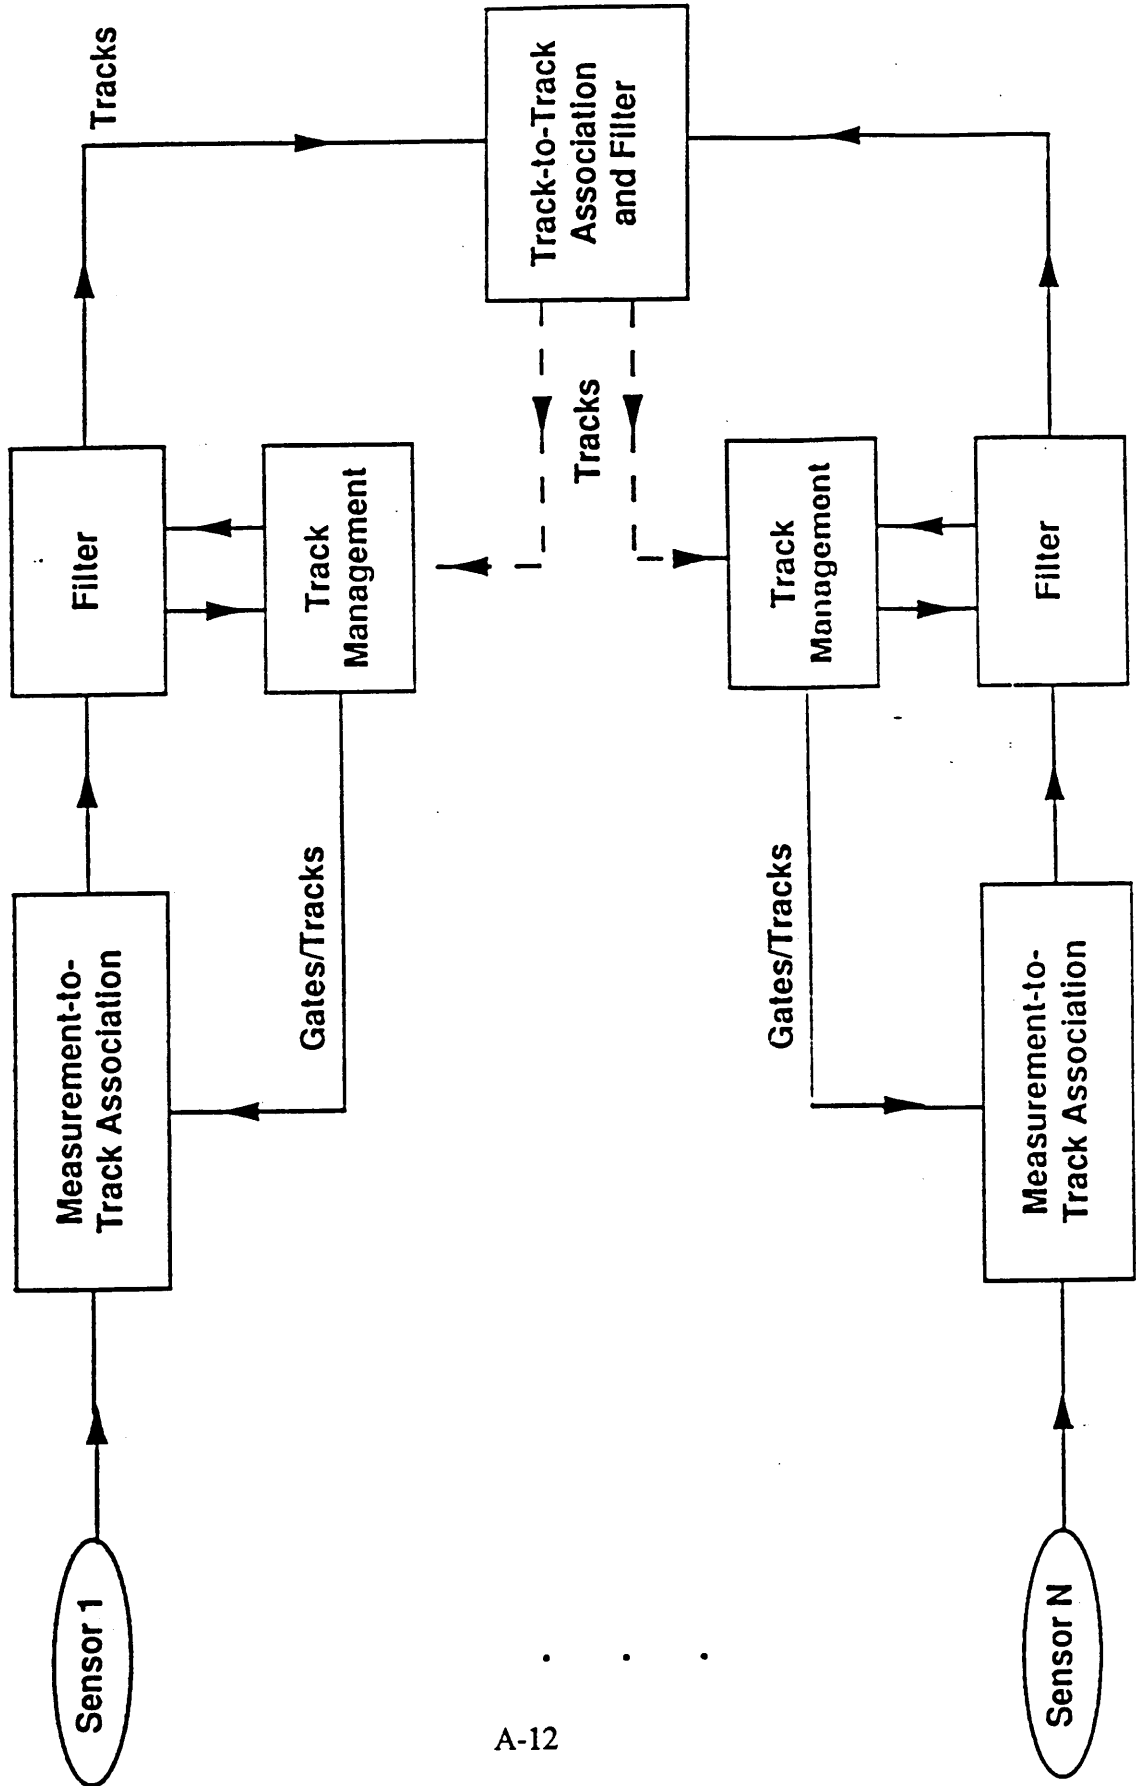 Sensor 1
Measurement-to-
Track Association
Filter
Tracks
Gates/Tracks
Track
Management
Tracks
Track-to-Track
Association
and Filter
Gates/Tracks
Track
Management
Sensor N
Measurement-to-
Track Association
Filter
. . .
A-12